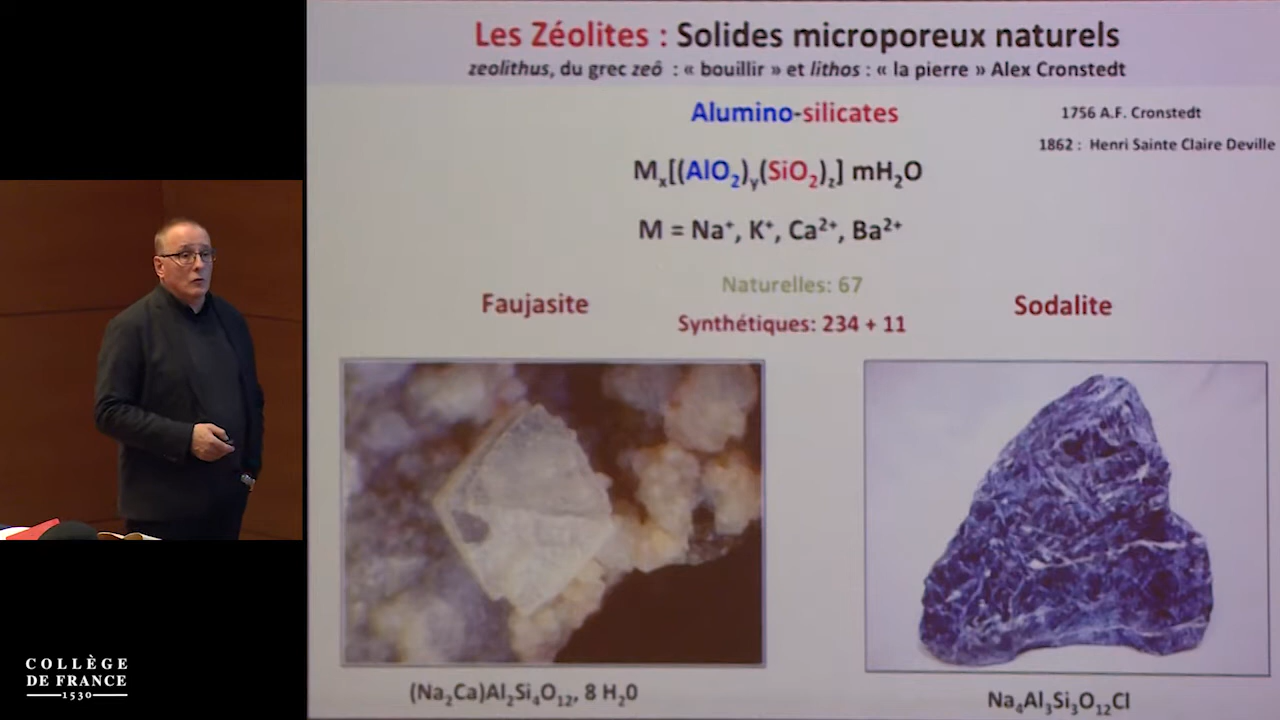 Les Zéolites : Solides microporeux naturels
zeolithus, du grec zeô : « bouillir » et lithos : « la pierre » Alex Cronstedt
Alumino-silicates
1756 A.F. Cronstedt
1862 : Henri Sainte Claire Deville
Mx[(AlO2)y(SiO2)z] mH2O
M = Na⁺, K⁺, Ca²⁺, Ba²⁺
Naturelles: 67
Synthétiques: 234 + 11
Faujasite
Sodalite
(Na2Ca)Al2Si4O12, 8 H20
Na4Al3Si3O12Cl
COLLÈGE
DE FRANCE
1530